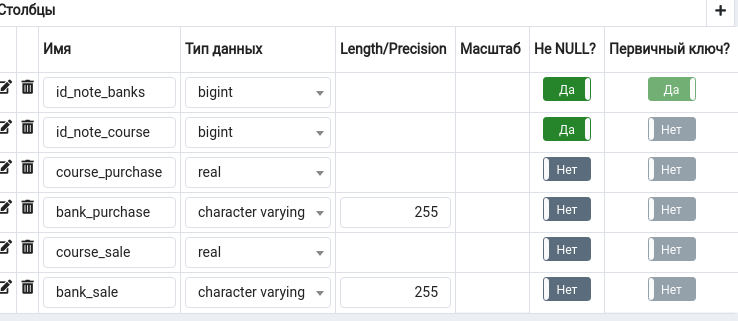 Столбцы +
Имя Тип данных Length/Precision Масштаб Не NULL? Первичный ключ?
id_note_banks bigint Да Да
id_note_course bigint Да Нет
course_purchase real Нет Нет
bank_purchase character varying 255 Нет Нет
course_sale real Нет Нет
bank_sale character varying 255 Нет Нет